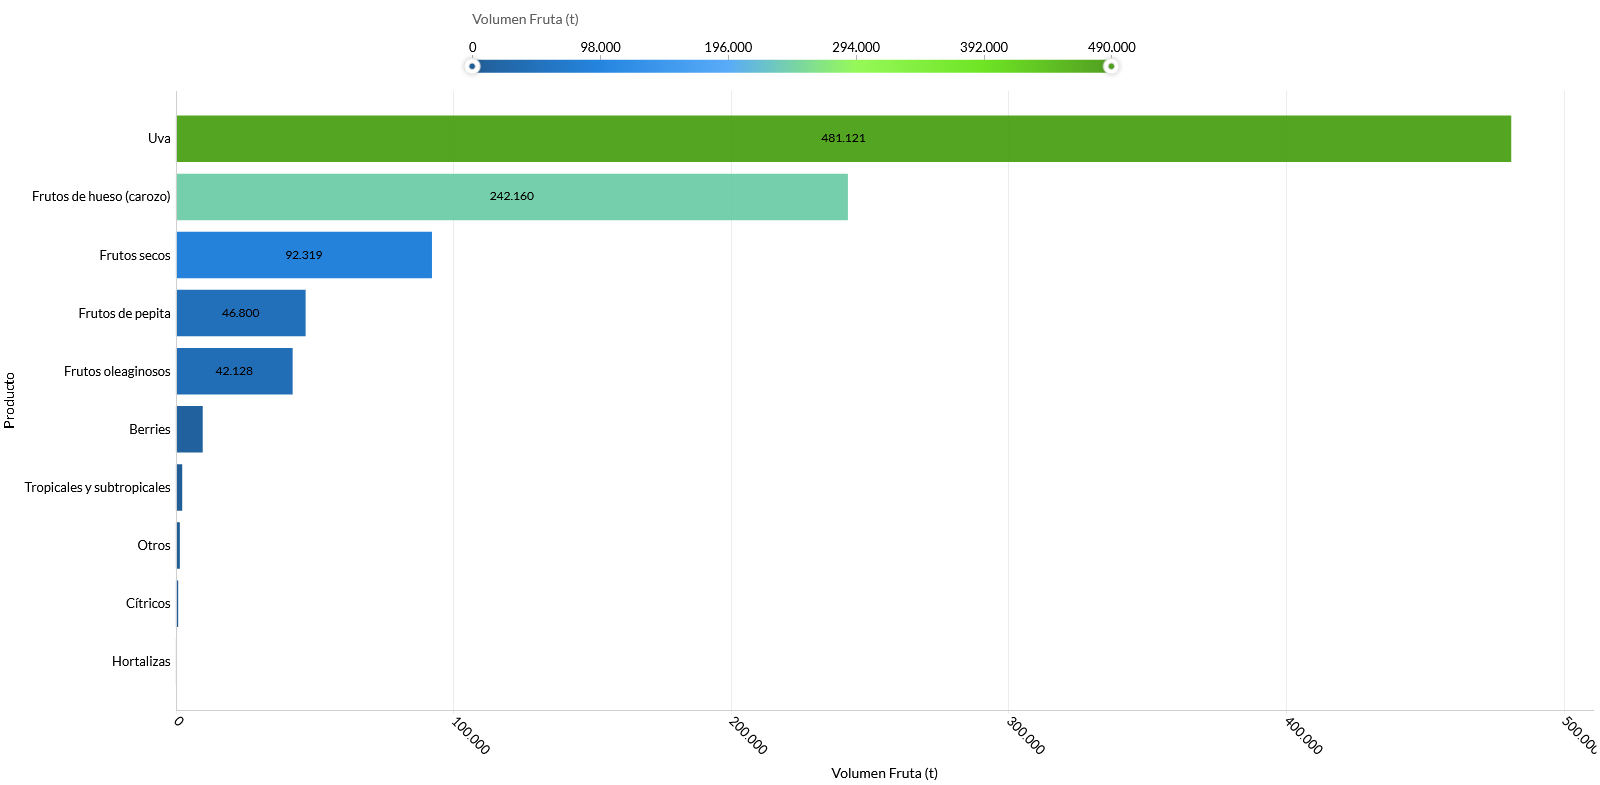 Volumen Fruta (t)
0 98.000 196.000 294.000 392.000 490.000
Uva 481.121
Frutos de hueso (carozo) 242.160
Frutos secos 92.319
Frutos de pepita 46.800
Frutos oleaginosos 42.128
Berries
Tropicales y subtropicales
Otros
Cítricos
Hortalizas
Producto
0 100.000 200.000 300.000 400.000 500.000
Volumen Fruta (t)